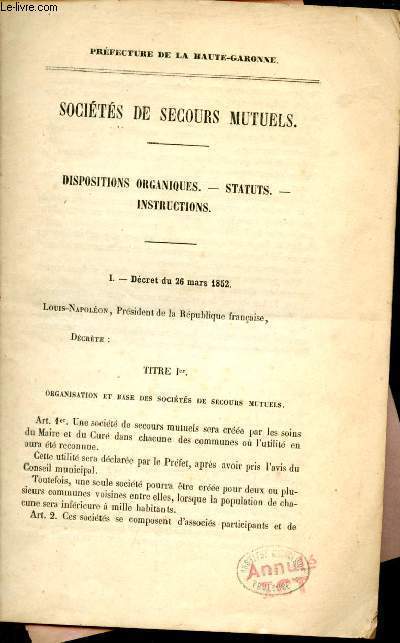 Le-livre.com
PRÉFECTURE DE LA HAUTE-GARONNE.
SOCIÉTÉS DE SECOURS MUTUELS.
DISPOSITIONS ORGANIQUES. — STATUTS. —
INSTRUCTIONS.
I. — Décret du 26 mars 1852.
LOUIS-NAPOLÉON, Président de la République française,
DÉCRÈTE :
TITRE Ier.
ORGANISATION ET BASE DES SOCIÉTÉS DE SECOURS MUTUELS.
Art. 1er. Une société de secours mutuels sera créée par les soins
du Maire et du Curé dans chacune des communes où l'utilité en
aura été reconnue.
Cette utilité sera déclarée par le Préfet, après avoir pris l'avis du
Conseil municipal.
Toutefois, une seule société pourra être créée pour deux ou plu-
sieurs communes voisines entre elles, lorsque la population de cha-
cune sera inférieure à mille habitants.
Art. 2. Ces sociétés se composent d'associés participants et de
Annulé